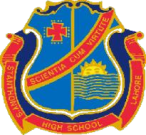 SCIENTIA CUM VIRTUTE
ST. ANTHONY'S
HIGH SCHOOL
LAHORE